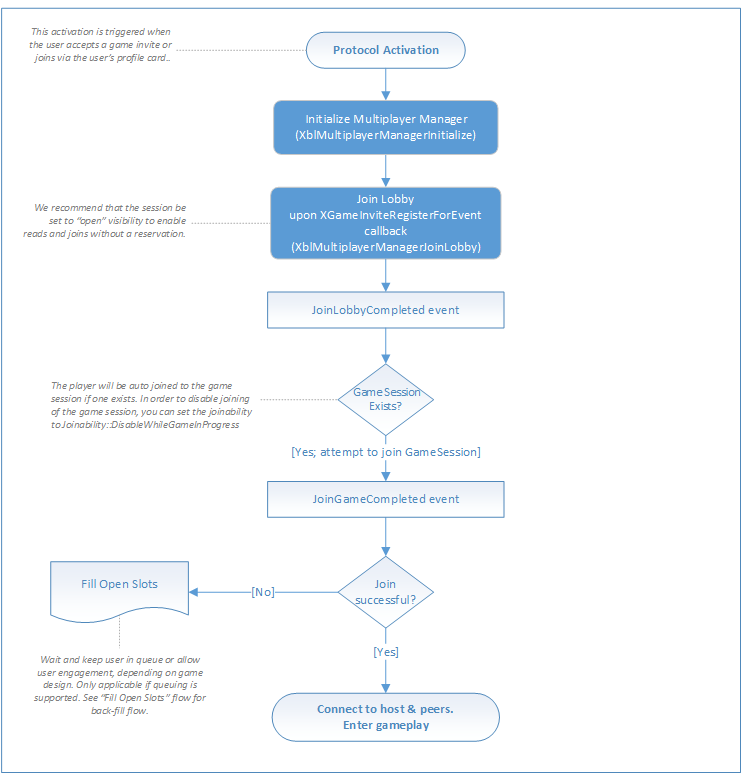 This activation is triggered when
the user accepts a game invite or
joins via the user's profile card..
Protocol Activation
Initialize Multiplayer Manager
(XblMultiplayerManagerInitialize)
We recommend that the session be
set to "open" visibility to enable
reads and joins without a reservation.
Join Lobby
upon XGameInviteRegisterForEvent
callback
(XblMultiplayerManagerJoinLobby)
JoinLobbyCompleted event
The player will be auto joined to the game
session if one exists. In order to disable joining
of the game session, you can set the joinability
to Joinability::DisableWhileGameInProgress
Game Session
Exists?
[Yes; attempt to join GameSession]
JoinGameCompleted event
Join
successful?
[No]
Fill Open Slots
Wait and keep user in queue or allow
user engagement, depending on game
design. Only applicable if queuing is
supported. See "Fill Open Slots" flow for
back-fill flow.
[Yes]
Connect to host & peers.
Enter gameplay